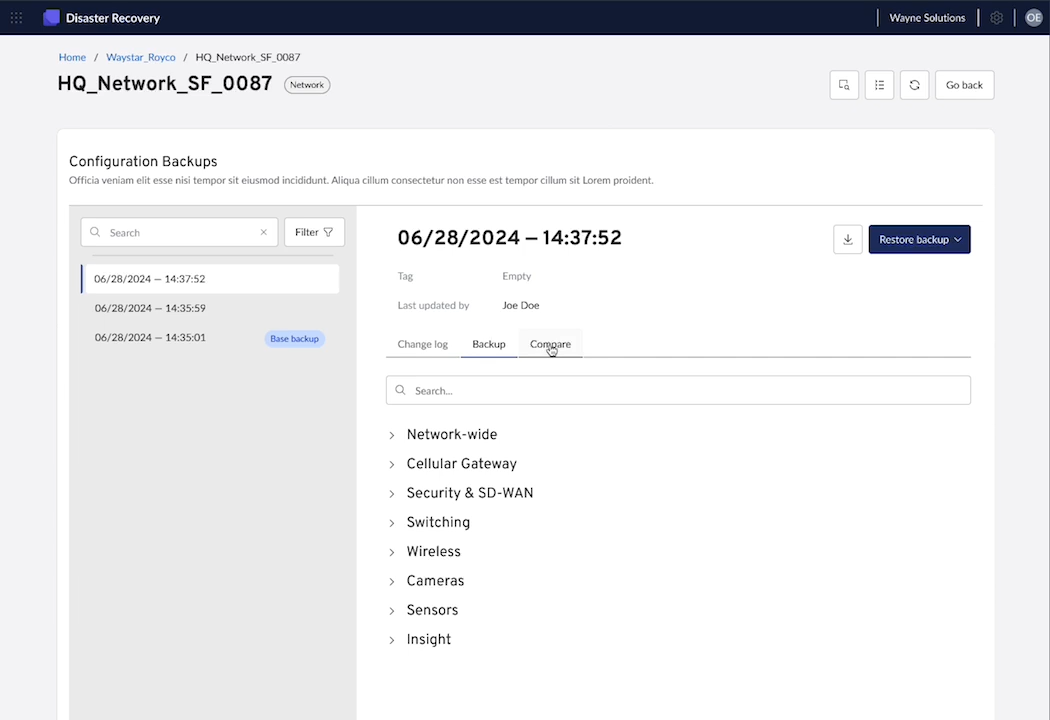 Disaster Recovery
Wayne Solutions
OE
Home / Waystar_Royco / HQ_Network_SF_0087
HQ_Network_SF_0087
Network
Go back
Configuration Backups
Officia veniam elit esse nisi tempor sit eiusmod incididunt. Aliqua cillum consectetur non esse est tempor cillum sit Lorem proident.
Search
Filter
06/28/2024 — 14:37:52
06/28/2024 — 14:35:59
06/28/2024 — 14:35:01
Base backup
06/28/2024 — 14:37:52
Restore backup
Tag Empty
Last updated by Joe Doe
Change log Backup Compare
Search...
Network-wide
Cellular Gateway
Security & SD-WAN
Switching
Wireless
Cameras
Sensors
Insight